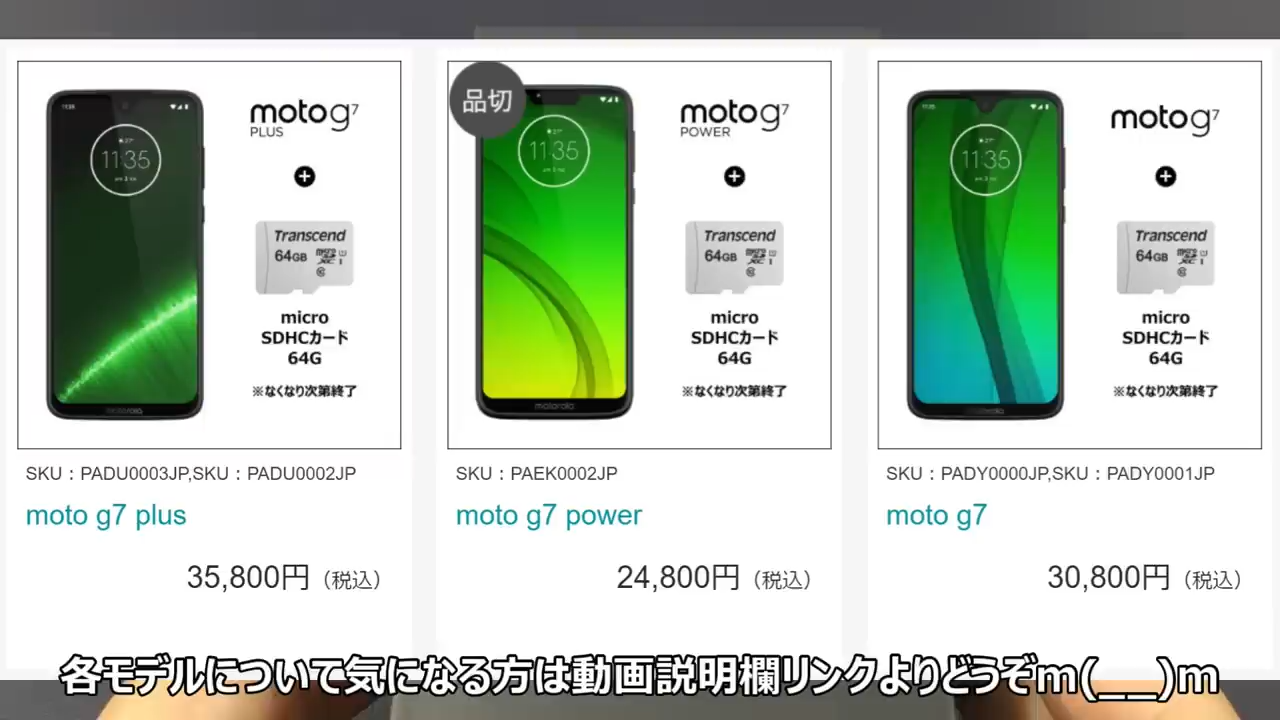 11:35
11:35
moto g7
PLUS
Transcend
64GB
micro
SDHCカード
64G
※なくなり次第終了
motorola
SKU：PADU0003JP,SKU：PADU0002JP
moto g7 plus
35,800円（税込）
品切
11:35
moto g7
POWER
Transcend
64GB
micro
SDHCカード
64G
※なくなり次第終了
motorola
SKU：PAEK0002JP
moto g7 power
24,800円（税込）
11:35
11:35
moto g7
Transcend
64GB
micro
SDHCカード
64G
※なくなり次第終了
motorola
SKU：PADY0000JP,SKU：PADY0001JP
moto g7
30,800円（税込）
各モデルについて気になる方は動画説明欄リンクよりどうぞm(__)m